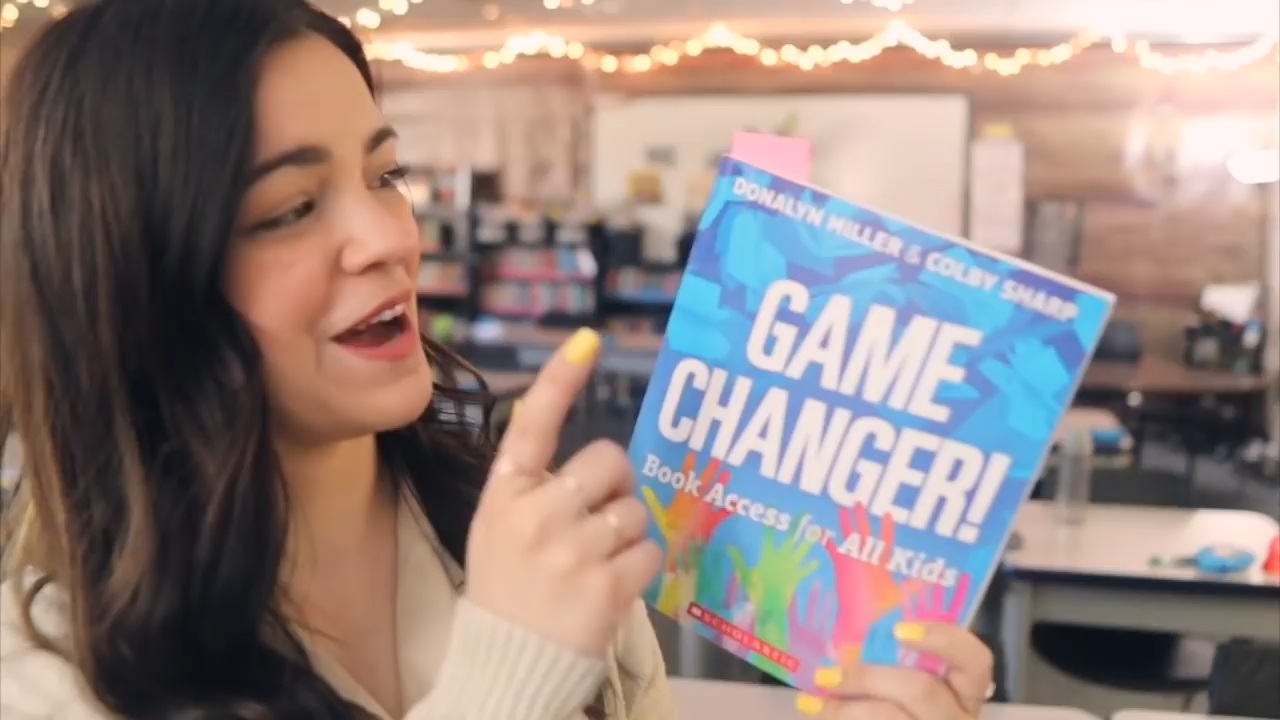 DONALYN MILLER & COLBY SHARP
GAME
CHANGER!
Book Access for All Kids
SCHOLASTIC